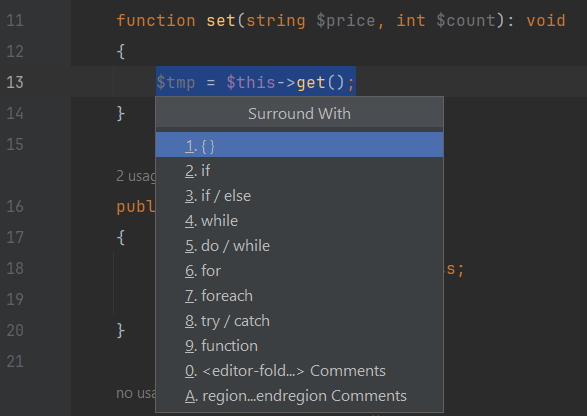 11 function set(string $price, int $count): void
12 {
13 $tmp = $this->get();
14 }
Surround With
15
1. {}
2 usag
2. if
16 publ
3. if / else
17 {
4. while
5. do / while
18 s;
6. for
19
7. foreach
20 }
8. try / catch
21
9. function
0. <editor-fold...> Comments
no usa
A. region...endregion Comments